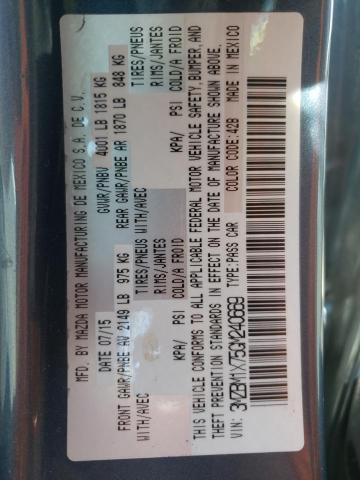 MFD. BY MAZDA MOTOR MANUFACTURING DE MEXICO S.A. DE C.V.
DATE 07/15 GVWR/PNBV 4001 LB 1815 KG
FRONT GAWR/PNBE AV 2149 LB 975 KG REAR GAWR/PNBE AR 1870 LB 848 KG
WITH/AVEC TIRES/PNEUS WITH/AVEC TIRES/PNEUS
RIMS/JANTES RIMS/JANTES
KPA/ PSI COLD/A FROID KPA/ PSI COLD/A FROID
THIS VEHICLE CONFORMS TO ALL APPLICABLE FEDERAL MOTOR VEHICLE SAFETY, BUMPER, AND
THEFT PREVENTION STANDARDS IN EFFECT ON THE DATE OF MANUFACTURE SHOWN ABOVE.
VIN: 3MZBM1X75GM240669 TYPE: PASS CAR COLOR CODE: 42B MADE IN MEXICO